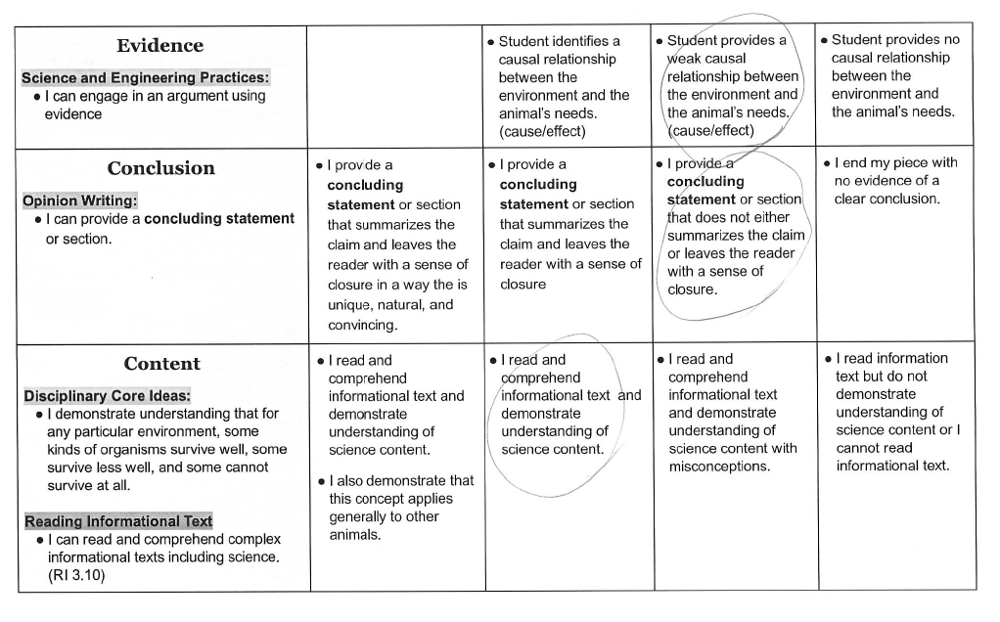 Evidence
Science and Engineering Practices:
● I can engage in an argument using
evidence
● Student identifies a
causal relationship
between the
environment and the
animal's needs.
(cause/effect)
● Student provides a
weak causal
relationship between
the environment and
the animal's needs.
(cause/effect)
● Student provides no
causal relationship
between the
environment and
the animal's needs.
Conclusion
Opinion Writing:
● I can provide a concluding statement
or section.
● I provide a
concluding
statement or section
that summarizes the
claim and leaves the
reader with a sense of
closure in a way the is
unique, natural, and
convincing.
● I provide a
concluding
statement or section
that summarizes the
claim and leaves the
reader with a sense of
closure
● I provide a
concluding
statement or section
that does not either
summarizes the claim
or leaves the reader
with a sense of
closure.
● I end my piece with
no evidence of a
clear conclusion.
Content
Disciplinary Core Ideas:
● I demonstrate understanding that for
any particular environment, some
kinds of organisms survive well, some
survive less well, and some cannot
survive at all.
Reading Informational Text
● I can read and comprehend complex
informational texts including science.
(RI 3.10)
● I read and
comprehend
informational text and
demonstrate
understanding of
science content.
● I also demonstrate that
this concept applies
generally to other
animals.
● I read and
comprehend
informational text and
demonstrate
understanding of
science content.
● I read and
comprehend
informational text
and demonstrate
understanding of
science content with
misconceptions.
● I read information
text but do not
demonstrate
understanding of
science content or I
cannot read
informational text.